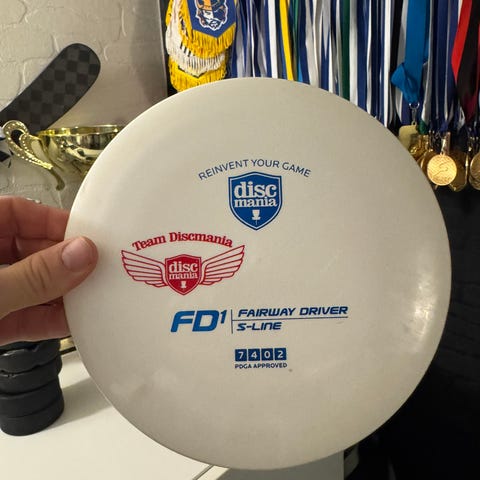 REINVENT YOUR GAME
disc
mania
Team Discmania
disc
mania
FD1 FAIRWAY DRIVER
S-LINE
7 4 0 2
PDGA APPROVED